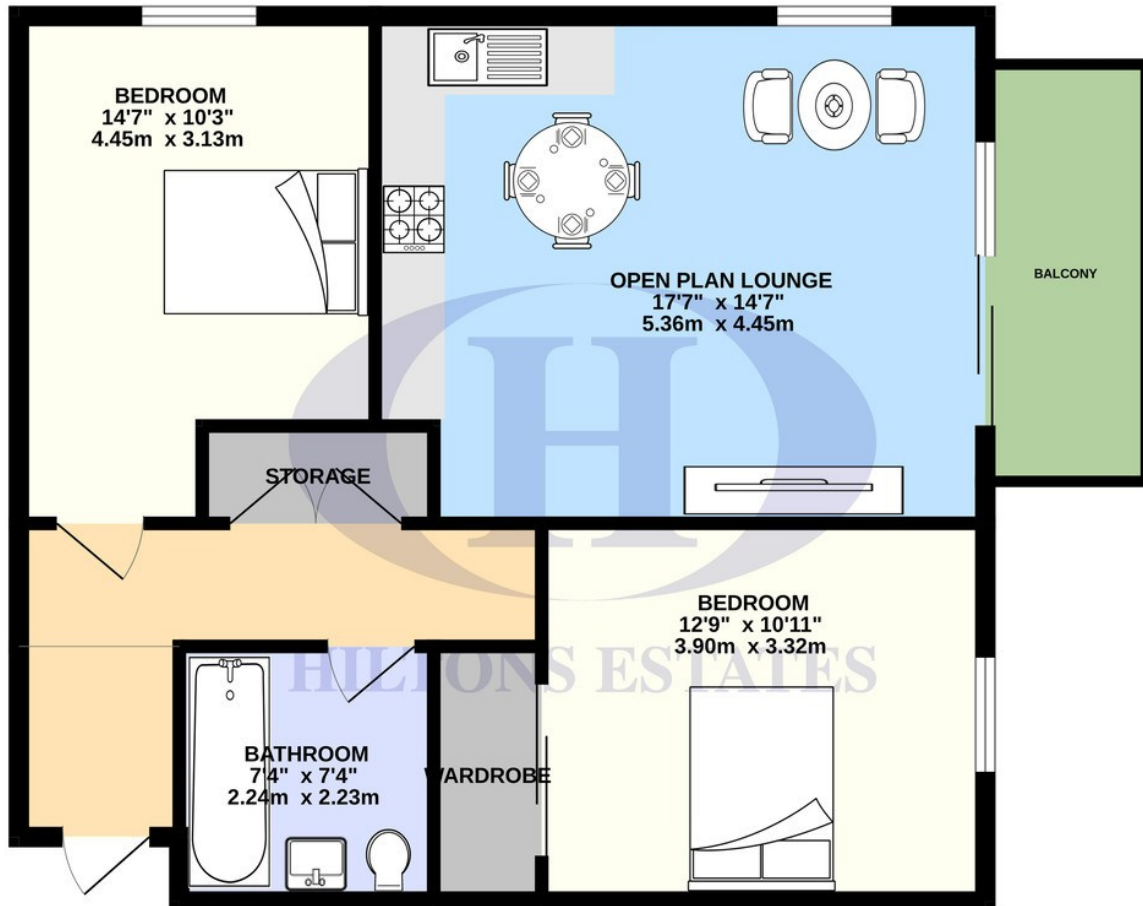 BEDROOM
14'7" x 10'3"
4.45m x 3.13m
OPEN PLAN LOUNGE
17'7" x 14'7"
5.36m x 4.45m
BALCONY
STORAGE
BEDROOM
12'9" x 10'11"
3.90m x 3.32m
H
HILTONS ESTATES
BATHROOM
7'4" x 7'4"
2.24m x 2.23m
WARDROBE